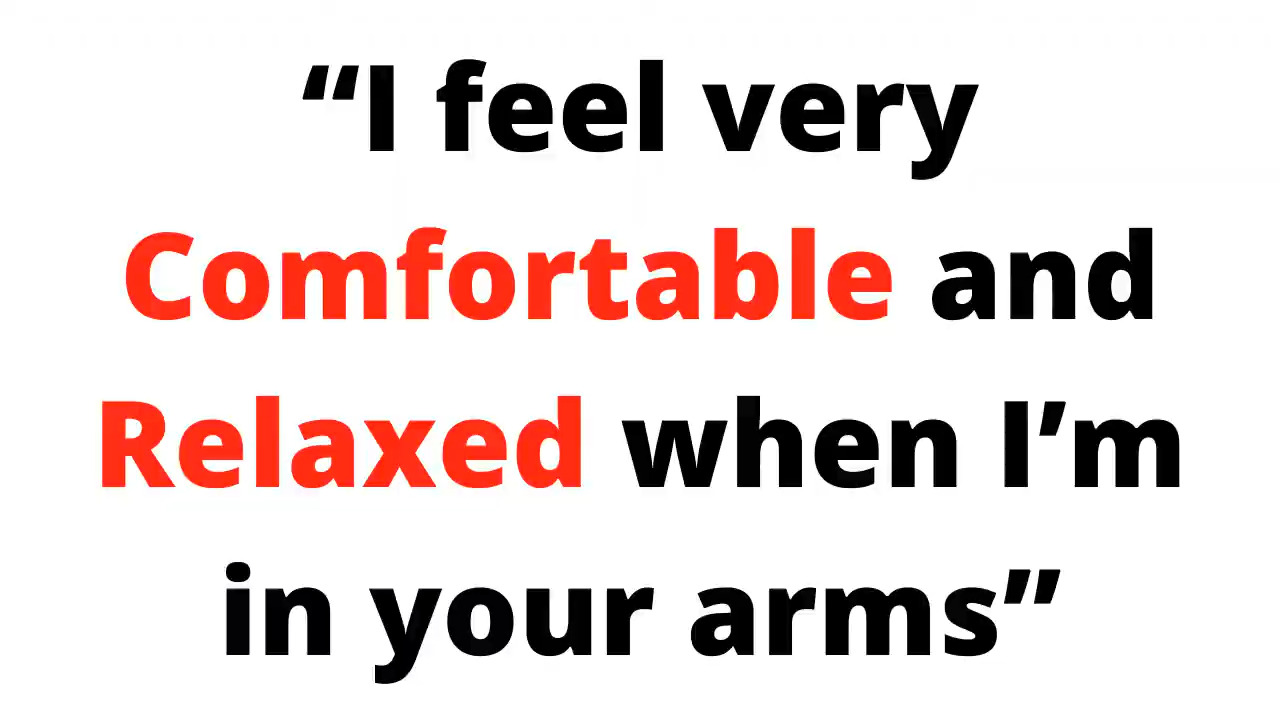 “I feel very
Comfortable and
Relaxed when I’m
in your arms”